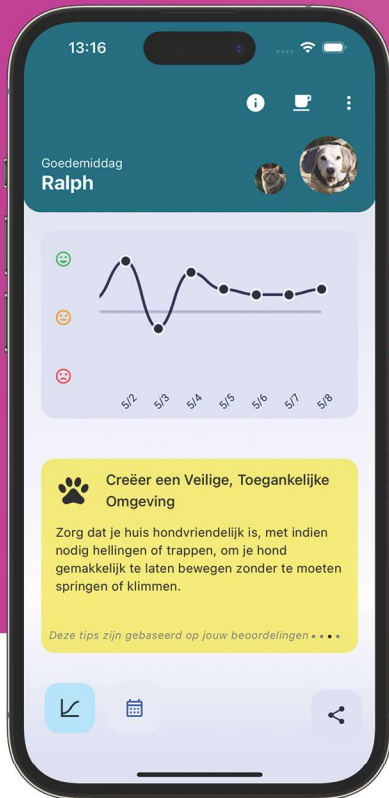 13:16
Goedemiddag
Ralph
5/2 5/3 5/4 5/5 5/6 5/7 5/8
Creëer een Veilige, Toegankelijke
Omgeving
Zorg dat je huis hondvriendelijk is, met indien
nodig hellingen of trappen, om je hond
gemakkelijk te laten bewegen zonder te moeten
springen of klimmen.
Deze tips zijn gebaseerd op jouw beoordelingen